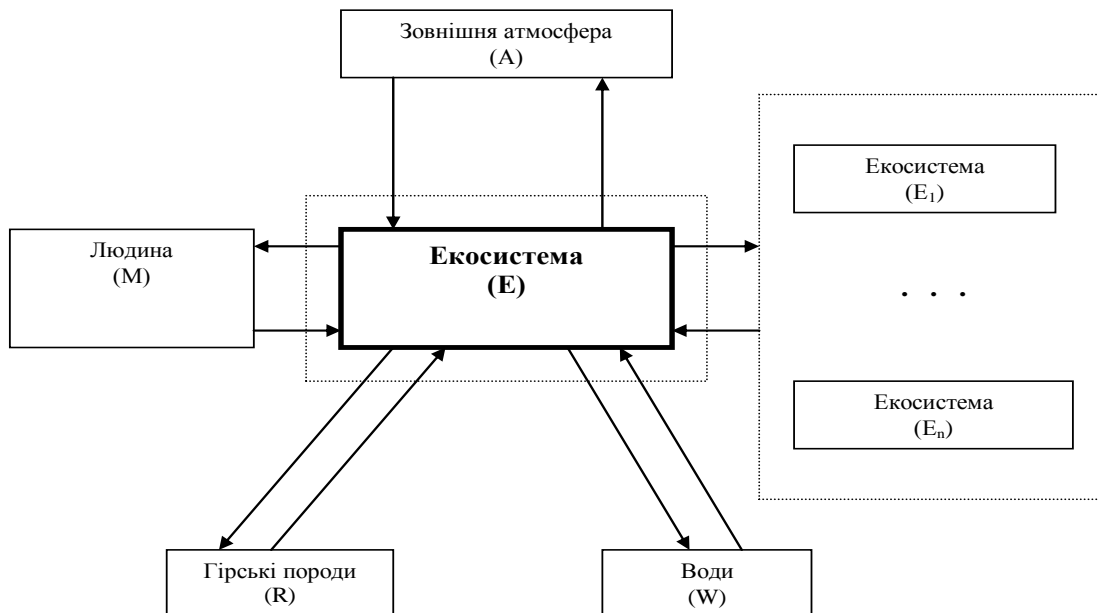 Зовнішня атмосфера
(A)
Екосистема
(E₁)
Людина
(M)
Екосистема
(E)
. . .
Екосистема
(Eₙ)
Гірські породи
(R)
Води
(W)